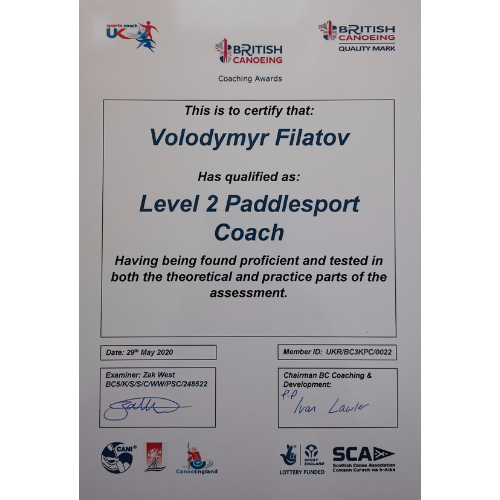 sports coach
UK
BRITISH
CANOEING
Coaching Awards
BRITISH
CANOEING
QUALITY MARK
This is to certify that:
Volodymyr Filatov
Has qualified as:
Level 2 Paddlesport
Coach
Having being found proficient and tested in
both the theoretical and practice parts of the
assessment.
Date: 29th May 2020
Member ID: UKR/BC3KPC/0022
Examiner: Zak West
BC5/K/S/S/C/WW/PSC/248522
Chairman BC Coaching &
Development:
P.P
Ivan Lawler
CANI
CanoeEngland
LOTTERY FUNDED
SPORT
ENGLAND
SCA
Scottish Canoe Association
Comann Curach na h-Alba